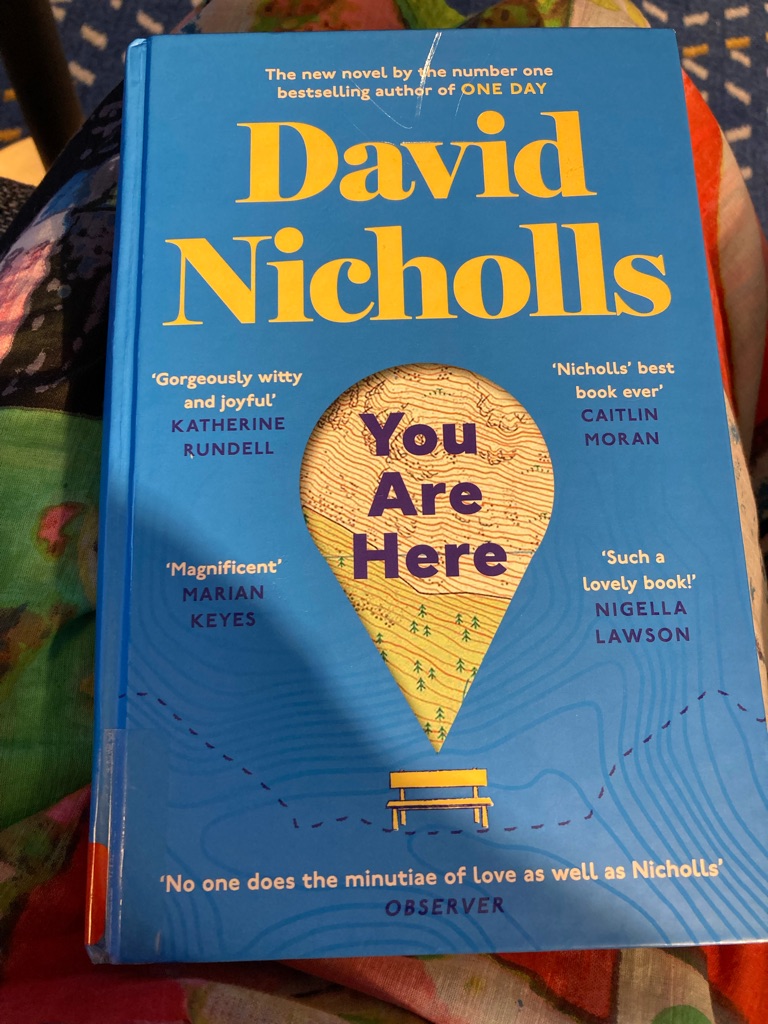 The new novel by the number one
bestselling author of ONE DAY
David
Nicholls
‘Gorgeously witty
and joyful’
KATHERINE
RUNDELL
‘Nicholls’ best
book ever’
CAITLIN
MORAN
You
Are
Here
‘Magnificent’
MARIAN
KEYES
‘Such a
lovely book!’
NIGELLA
LAWSON
‘No one does the minutiae of love as well as Nicholls’
OBSERVER